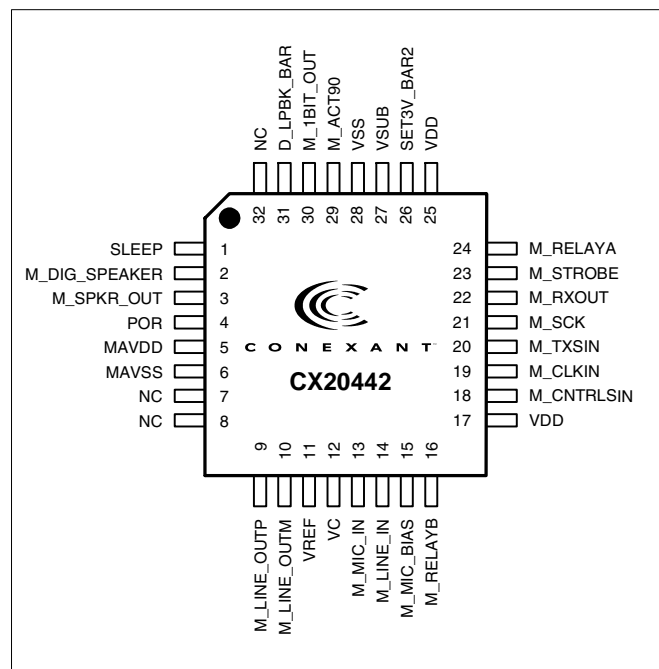 NC
D_LPBK_BAR
M_1BIT_OUT
M_ACT90
VSS
VSUB
SET3V_BAR2
VDD
32
31
30
29
28
27
26
25
SLEEP 1
M_DIG_SPEAKER 2
M_SPKR_OUT 3
POR 4
MAVDD 5
MAVSS 6
NC 7
NC 8
24 M_RELAYA
23 M_STROBE
22 M_RXOUT
21 M_SCK
20 M_TXSIN
19 M_CLKIN
18 M_CNTRLSIN
17 VDD
CONEXANT
CX20442
9
10
11
12
13
14
15
16
M_LINE_OUTP
M_LINE_OUTM
VREF
VC
M_MIC_IN
M_LINE_IN
M_MIC_BIAS
M_RELAYB